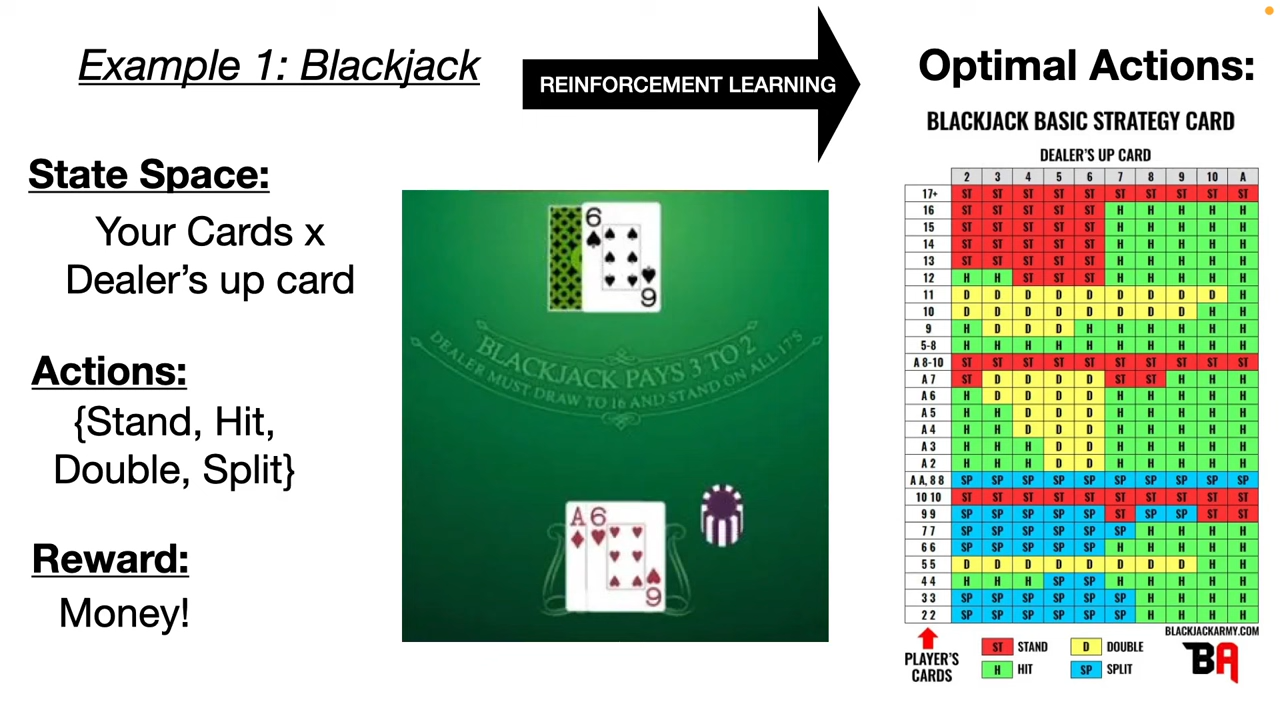 Example 1: Blackjack
REINFORCEMENT LEARNING
Optimal Actions:
State Space:
Your Cards x
Dealer’s up card
Actions:
{Stand, Hit,
Double, Split}
Reward:
Money!
6
9
BLACKJACK PAYS 3 TO 2
DEALER MUST DRAW TO 16 AND STAND ON ALL 17'S
A 6
9
BLACKJACK BASIC STRATEGY CARD
DEALER'S UP CARD
2 3 4 5 6 7 8 9 10 A
17+ ST ST ST ST ST ST ST ST ST ST
16 ST ST ST ST ST H H H H H
15 ST ST ST ST ST H H H H H
14 ST ST ST ST ST H H H H H
13 ST ST ST ST ST H H H H H
12 H H ST ST ST H H H H H
11 D D D D D D D D D H
10 D D D D D D D D H H
9 H D D D H H H H H H
5-8 H H H H H H H H H H
A 8-10 ST ST ST ST ST ST ST ST ST ST
A 7 ST D D D D ST ST H H H
A 6 H D D D D H H H H H
A 5 H H D D D H H H H H
A 4 H H D D D H H H H H
A 3 H H H D D H H H H H
A 2 H H H D D H H H H H
A A, 8 8 SP SP SP SP SP SP SP SP SP SP
10 10 ST ST ST ST ST ST ST ST ST ST
9 9 SP SP SP SP SP ST SP SP ST ST
7 7 SP SP SP SP SP SP H H H H
6 6 SP SP SP SP SP H H H H H
5 5 D D D D D D D D H H
4 4 H H H SP SP H H H H H
3 3 SP SP SP SP SP SP H H H H
2 2 SP SP SP SP SP SP H H H H
BLACKJACKARMY.COM
PLAYER'S
CARDS
ST STAND
D DOUBLE
H HIT
SP SPLIT
BA